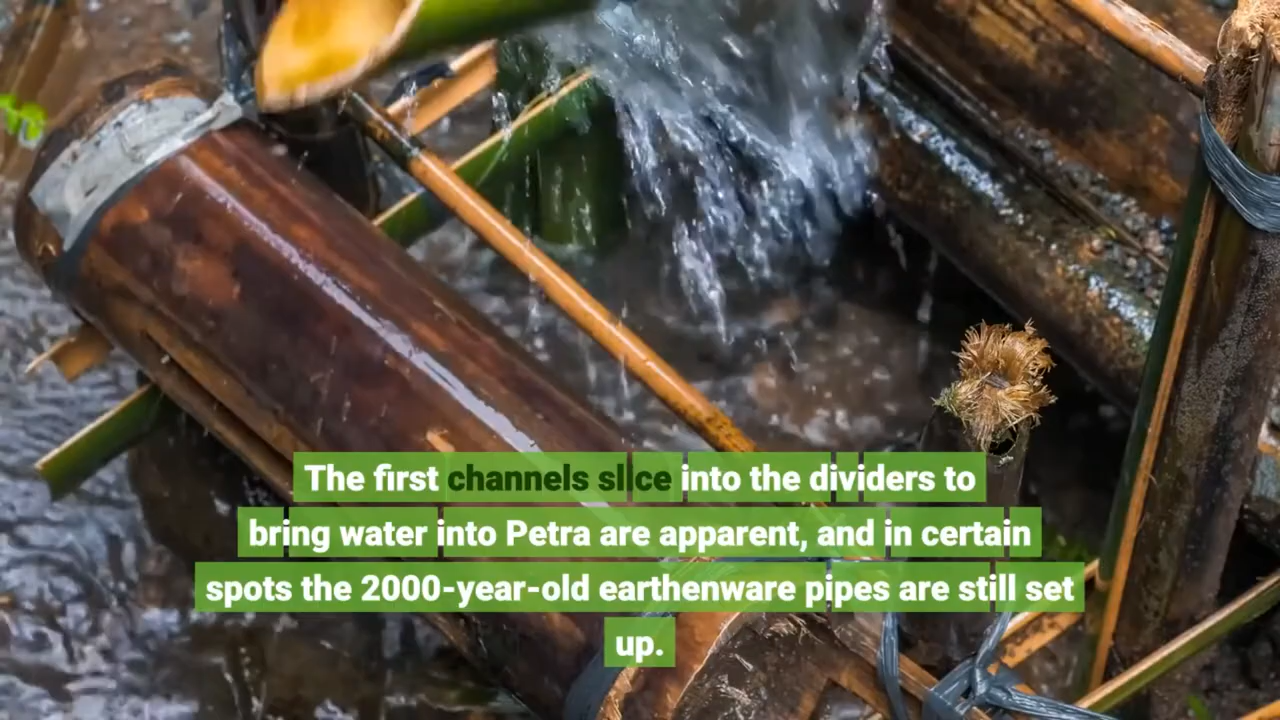 The first channels slice into the dividers to
bring water into Petra are apparent, and in certain
spots the 2000-year-old earthenware pipes are still set
up.